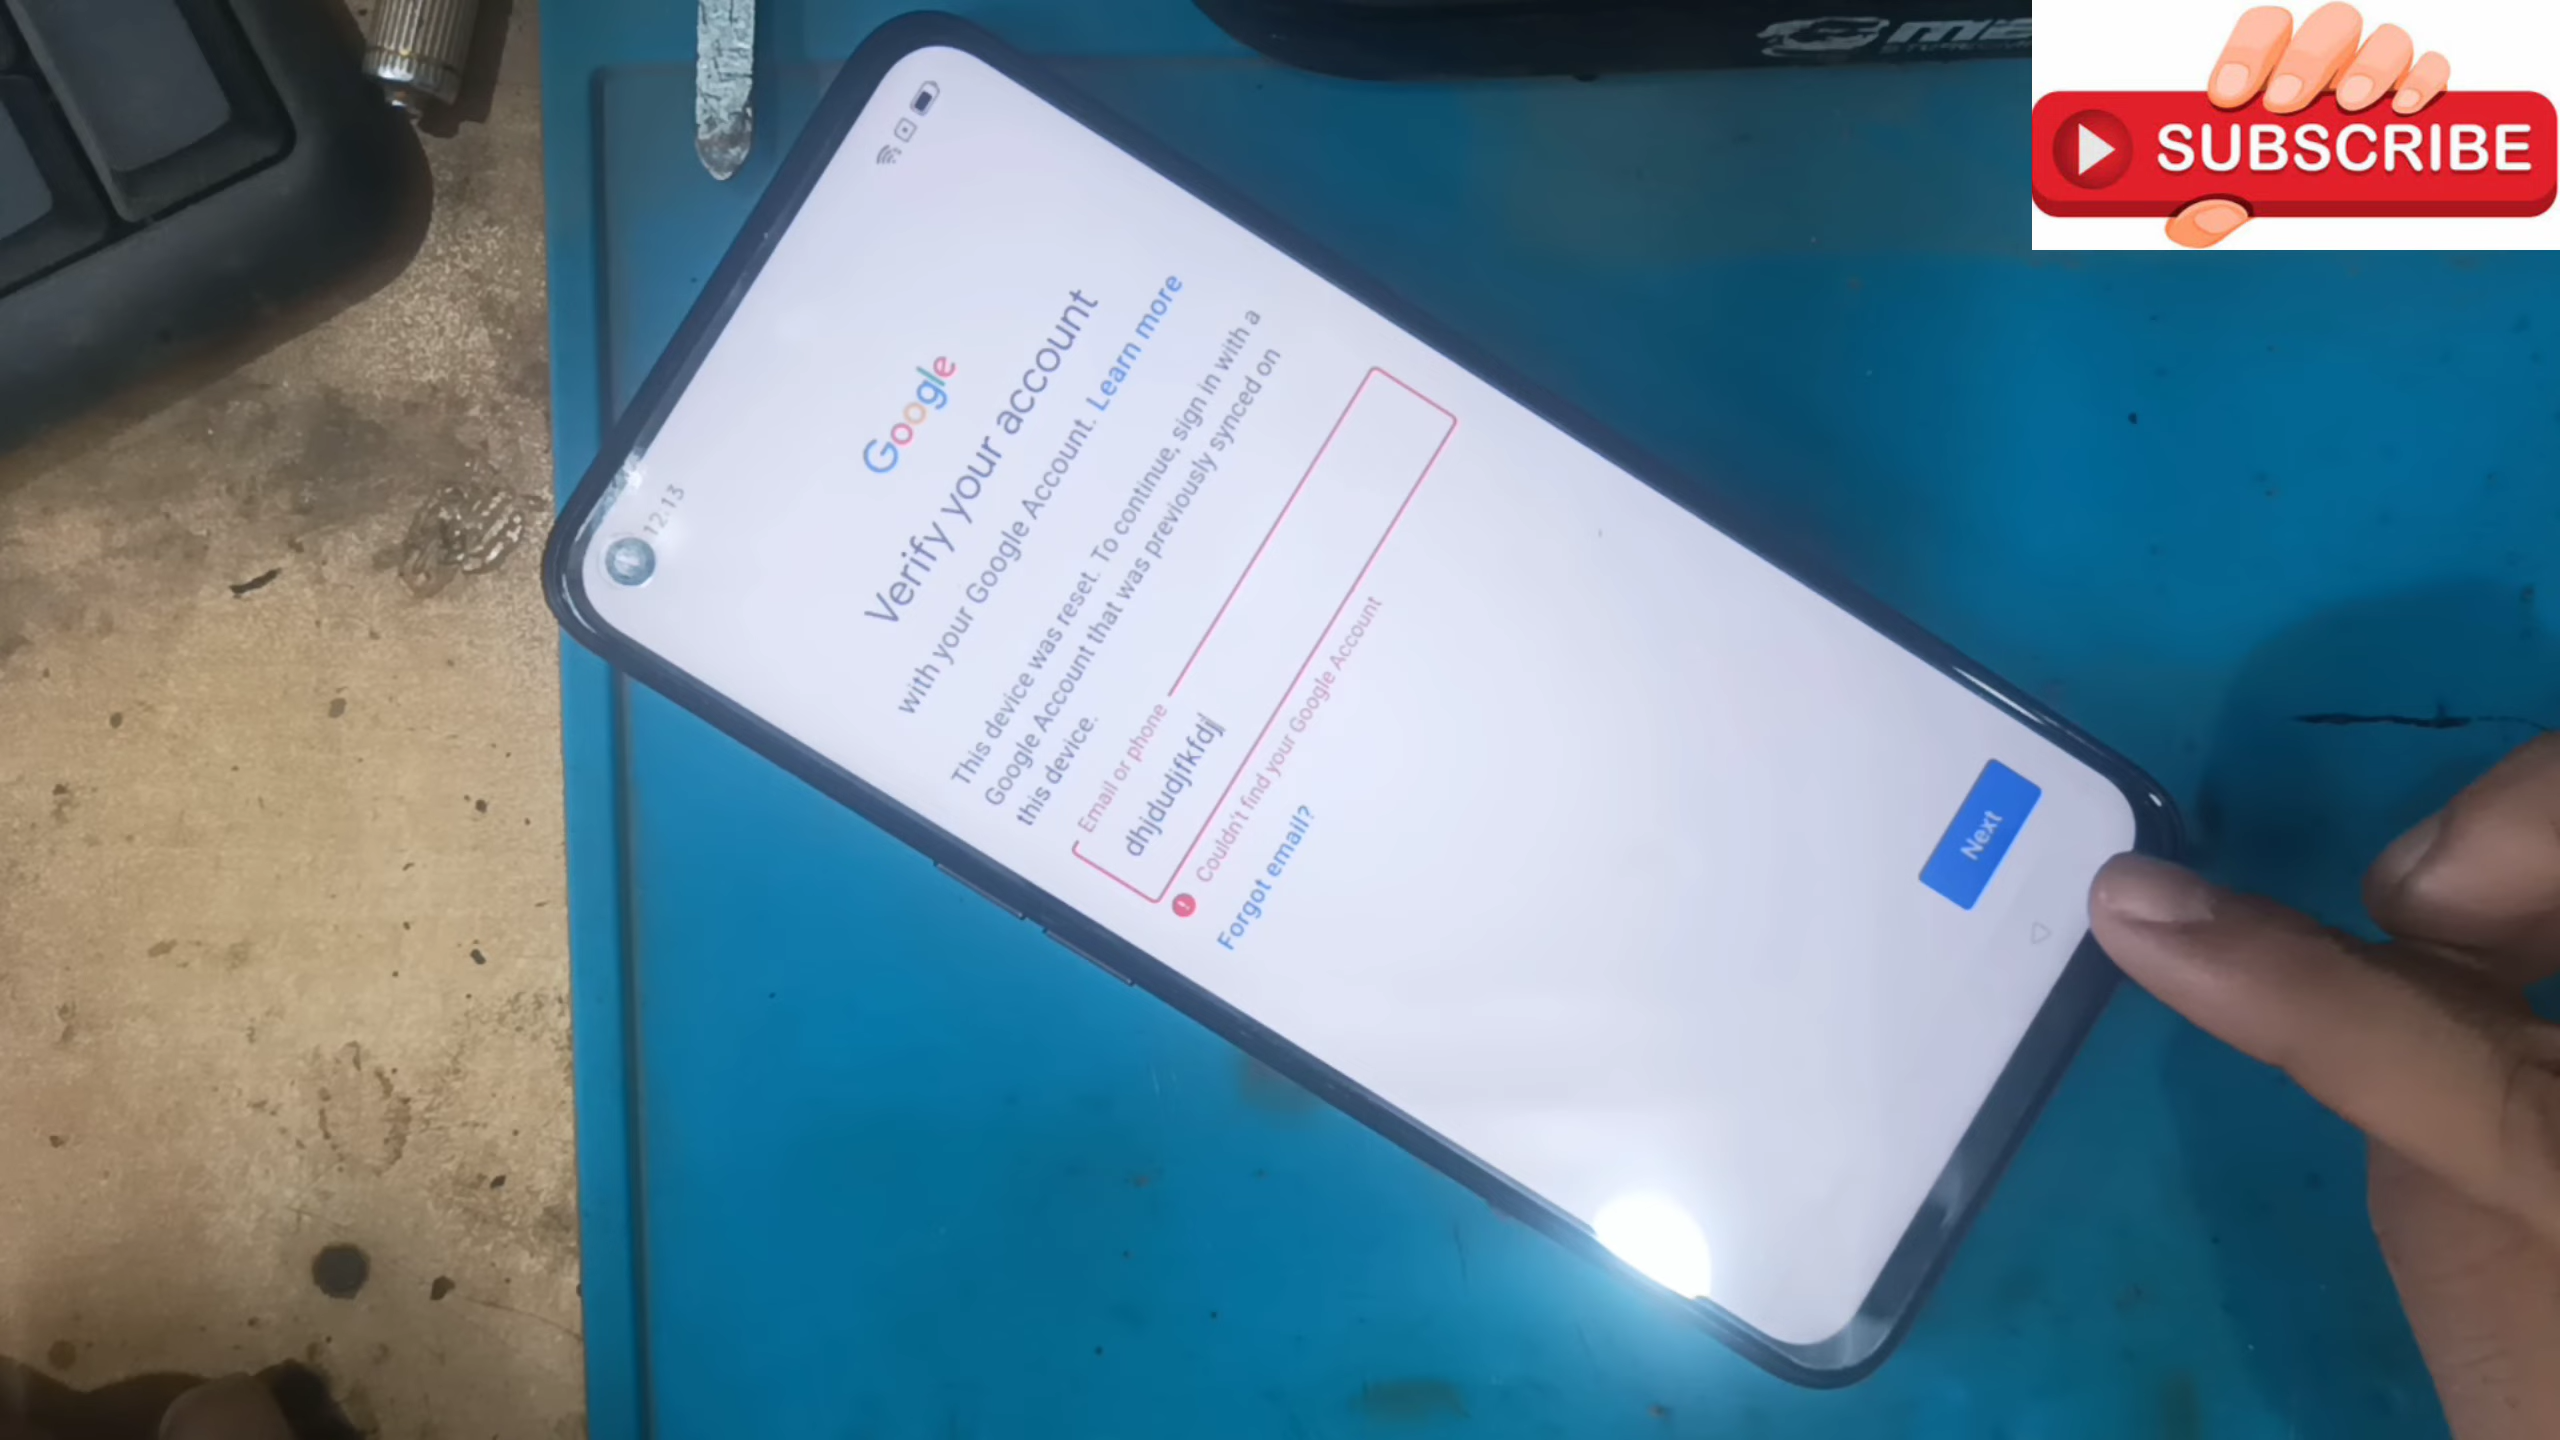 12:13
Google
Verify your account
with your Google Account. Learn more
This device was reset. To continue, sign in with a
Google Account that was previously synced on
this device.
Email or phone
dhjdudjfkfdj
Couldn't find your Google Account
Forgot email?
Next
SUBSCRIBE